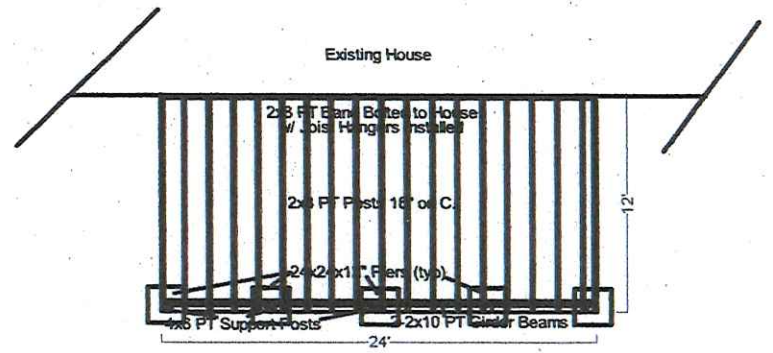 Existing House
2x8 PT Band Bolted to House
w/ Joist Hangers Installed
2x8 PT Posts 16" on C.
12'
24x24x12" Piers (typ)
4x6 PT Support Posts
2-2x10 PT Girder Beams
24'